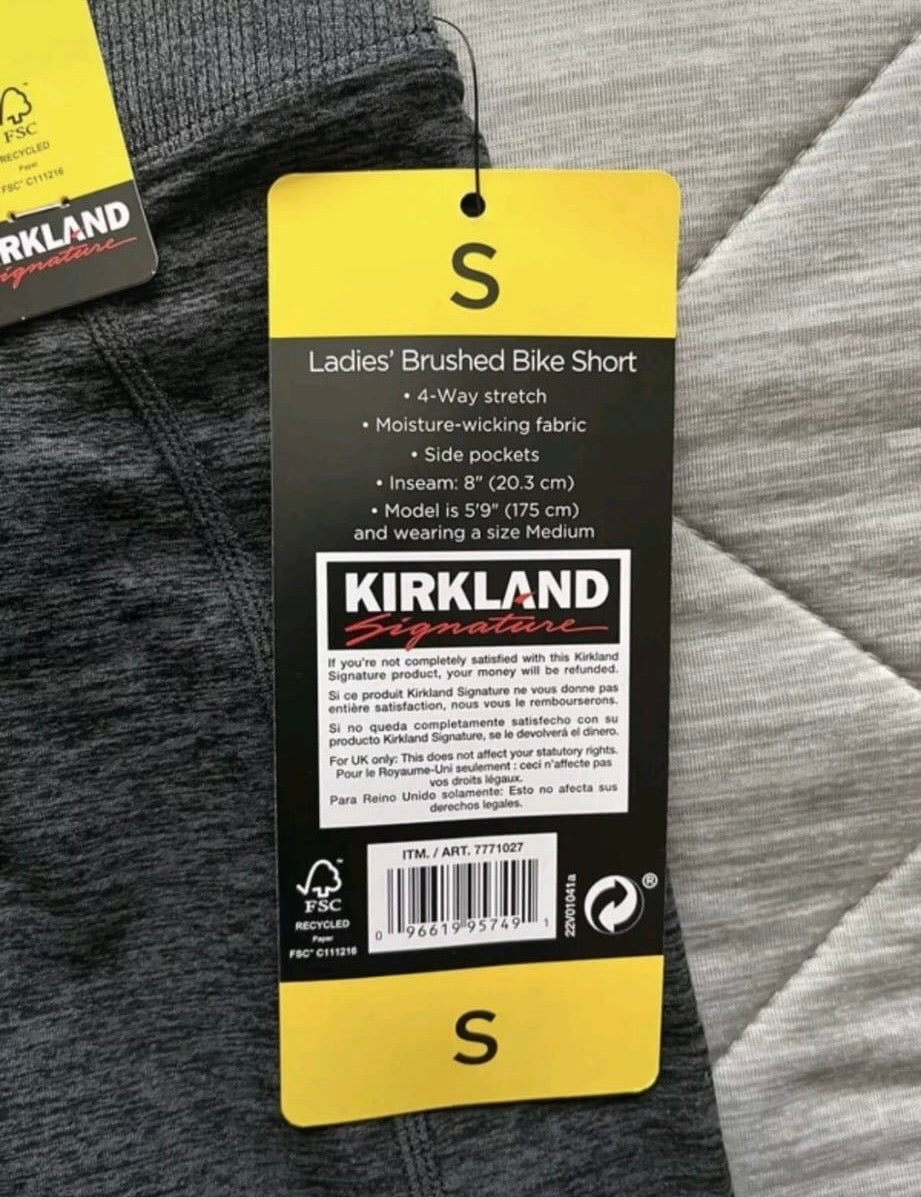 FSC
RECYCLED
Paper
FSC® C111216
RKLAND
ignature
S
Ladies' Brushed Bike Short
• 4-Way stretch
• Moisture-wicking fabric
• Side pockets
• Inseam: 8" (20.3 cm)
• Model is 5'9" (175 cm)
and wearing a size Medium
KIRKLAND
Signature
If you're not completely satisfied with this Kirkland
Signature product, your money will be refunded.
Si ce produit Kirkland Signature ne vous donne pas
entière satisfaction, nous vous le rembourserons.
Si no queda completamente satisfecho con su
producto Kirkland Signature, se le devolverá el dinero.
For UK only: This does not affect your statutory rights.
Pour le Royaume-Uni seulement : ceci n'affecte pas
vos droits légaux.
Para Reino Unido solamente: Esto no afecta sus
derechos legales.
ITM. / ART. 7771027
0 96619 95749 1
FSC™
RECYCLED
Paper
FSC® C111216
22V01041a
®
S